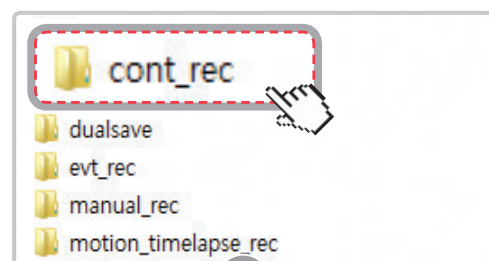 cont_rec
dualsave
evt_rec
manual_rec
motion_timelapse_rec